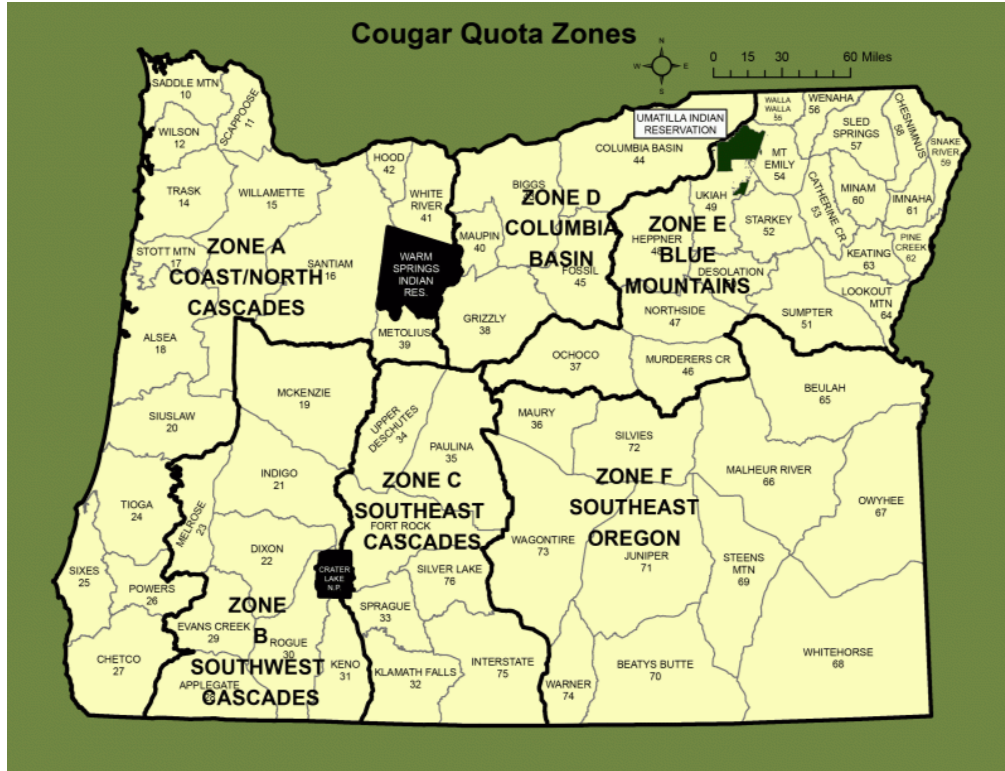 Cougar Quota Zones
N
W
E
S
0 15 30 60 Miles
SADDLE MTN
10
SCAPPOOSE
11
WILSON
12
TRASK
14
WILLAMETTE
15
HOOD
42
WHITE
RIVER
41
STOTT MTN
17
SANTIAM
16
ZONE A
COAST/NORTH
CASCADES
WARM
SPRINGS
INDIAN
RES.
METOLIUS
39
ALSEA
18
SIUSLAW
20
TIOGA
24
SIXES
25
POWERS
26
CHETCO
27
MCKENZIE
19
INDIGO
21
MELROSE
23
DIXON
22
CRATER
LAKE
N.P.
EVANS CREEK
29
ROGUE
30
APPLEGATE
KENO
31
ZONE
B
SOUTHWEST
CASCADES
UPPER
DESCHUTES
34
PAULINA
35
ZONE C
SOUTHEAST
CASCADES
FORT ROCK
SILVER LAKE
76
SPRAGUE
33
KLAMATH FALLS
32
INTERSTATE
75
UMATILLA INDIAN
RESERVATION
COLUMBIA BASIN
44
BIGGS
MAUPIN
40
FOSSIL
45
GRIZZLY
38
ZONE D
COLUMBIA
BASIN
WALLA
WALLA
WENAHA
56
SLED
SPRINGS
57
CHESNIMNUS
58
SNAKE
RIVER
59
MT
EMILY
54
CATHERINE CR
53
MINAM
60
IMNAHA
61
UKIAH
49
STARKEY
52
PINE
CREEK
62
KEATING
63
LOOKOUT
MTN
64
HEPPNER
48
DESOLATION
NORTHSIDE
47
SUMPTER
51
ZONE E
BLUE
MOUNTAINS
OCHOCO
37
MURDERERS CR
46
BEULAH
65
MAURY
36
SILVIES
72
MALHEUR RIVER
66
OWYHEE
67
ZONE F
SOUTHEAST
OREGON
WAGONTIRE
73
JUNIPER
71
STEENS
MTN
69
WHITEHORSE
68
BEATYS BUTTE
70
WARNER
74